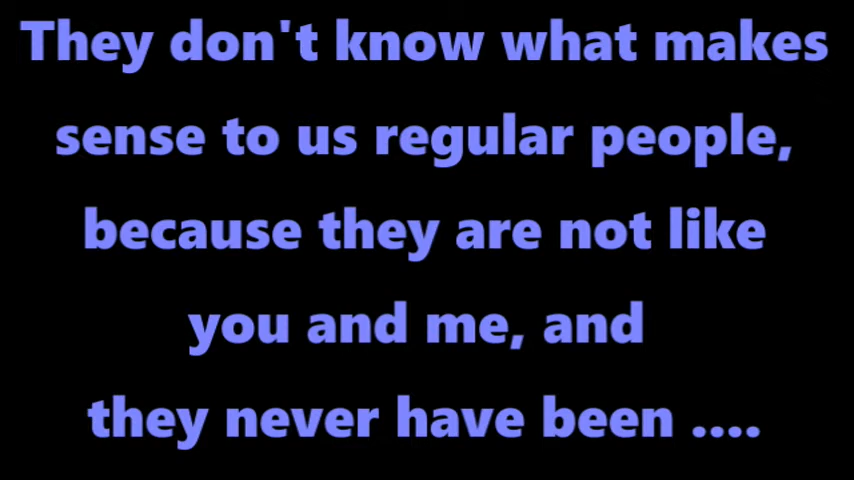 They don't know what makes
sense to us regular people,
because they are not like
you and me, and
they never have been ....